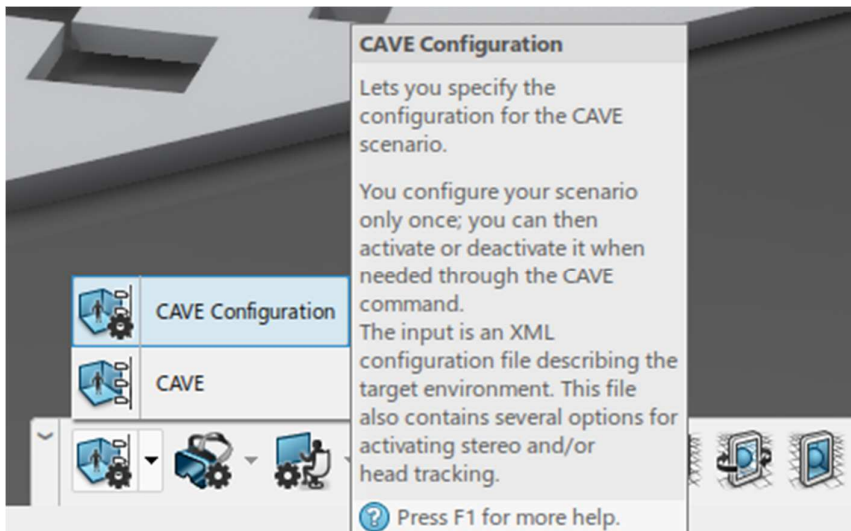 CAVE Configuration
Lets you specify the
configuration for the CAVE
scenario.
You configure your scenario
only once; you can then
activate or deactivate it when
needed through the CAVE
command.
The input is an XML
configuration file describing the
target environment. This file
also contains several options for
activating stereo and/or
head tracking.
Press F1 for more help.
CAVE Configuration
CAVE